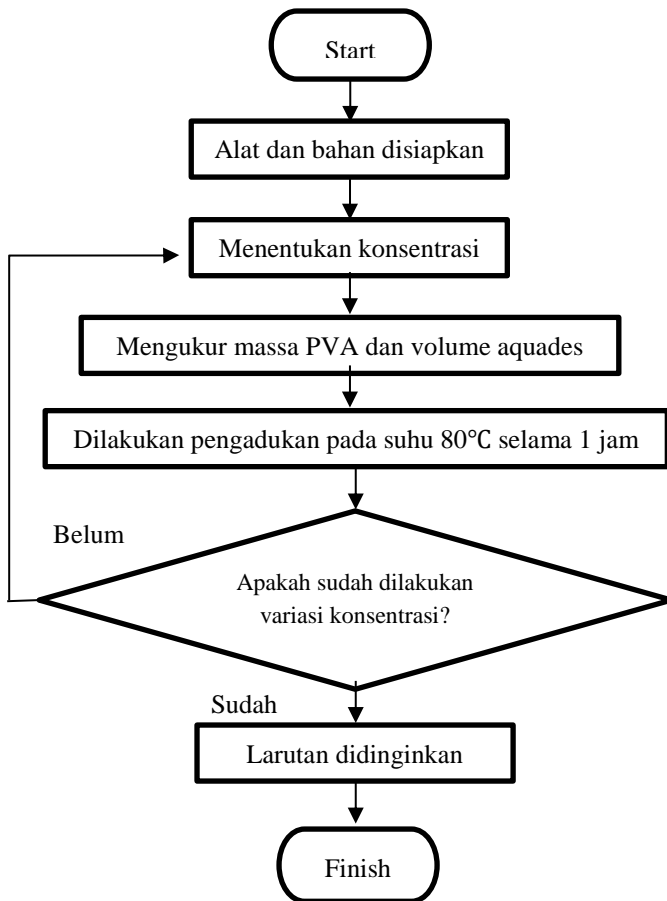 Start
Alat dan bahan disiapkan
Menentukan konsentrasi
Mengukur massa PVA dan volume aquades
Dilakukan pengadukan pada suhu 80℃ selama 1 jam
Belum
Apakah sudah dilakukan
variasi konsentrasi?
Sudah
Larutan didinginkan
Finish